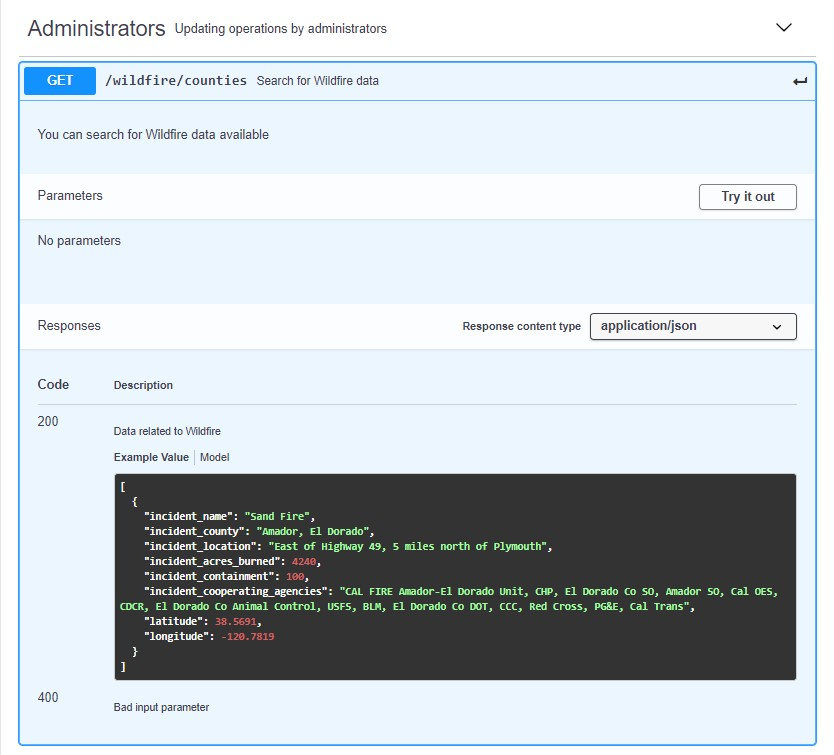 Administrators Updating operations by administrators
GET /wildfire/counties Search for Wildfire data
You can search for Wildfire data available
Parameters Try it out
No parameters
Responses Response content type application/json
Code Description
200
Data related to Wildfire
Example Value Model
[
{
"incident_name": "Sand Fire",
"incident_county": "Amador, El Dorado",
"incident_location": "East of Highway 49, 5 miles north of Plymouth",
"incident_acres_burned": 4240,
"incident_containment": 100,
"incident_cooperating_agencies": "CAL FIRE Amador-El Dorado Unit, CHP, El Dorado Co SO, Amador SO, Cal OES,
CDCR, El Dorado Co Animal Control, USFS, BLM, El Dorado Co DOT, CCC, Red Cross, PG&E, Cal Trans",
"latitude": 38.5691,
"longitude": -120.7819
}
]
400
Bad input parameter